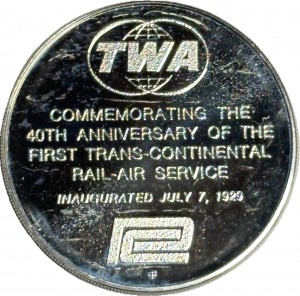 TWA
COMMEMORATING THE
40TH ANNIVERSARY OF THE
FIRST TRANS-CONTINENTAL
RAIL-AIR SERVICE
INAUGURATED JULY 7, 1929